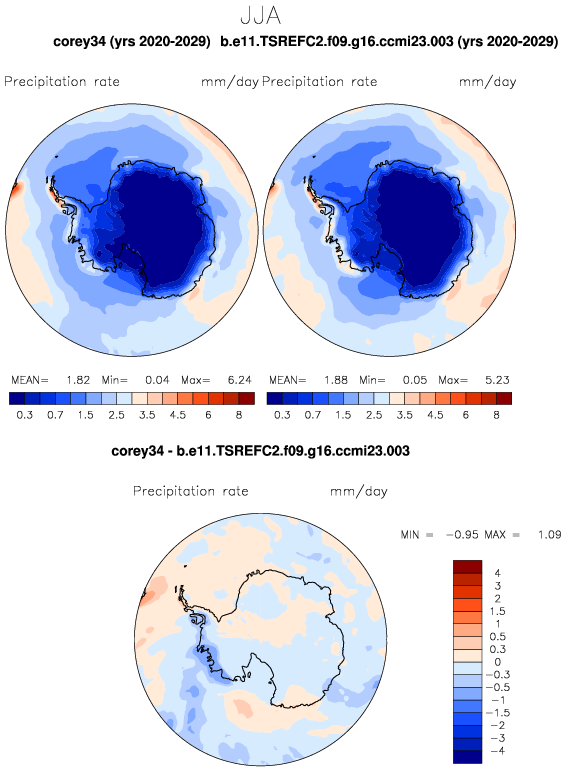 JJA
corey34 (yrs 2020-2029) b.e11.TSREFC2.f09.g16.ccmi23.003 (yrs 2020-2029)
Precipitation rate mm/day Precipitation rate mm/day
MEAN= 1.82 Min= 0.04 Max= 6.24 MEAN= 1.88 Min= 0.05 Max= 5.23
0.3 0.7 1.5 2.5 3.5 4.5 6 8 0.3 0.7 1.5 2.5 3.5 4.5 6 8
corey34 - b.e11.TSREFC2.f09.g16.ccmi23.003
Precipitation rate mm/day
MIN = -0.95 MAX = 1.09
4
3
2
1.5
1
0.5
0.3
0
-0.3
-0.5
-1
-1.5
-2
-3
-4